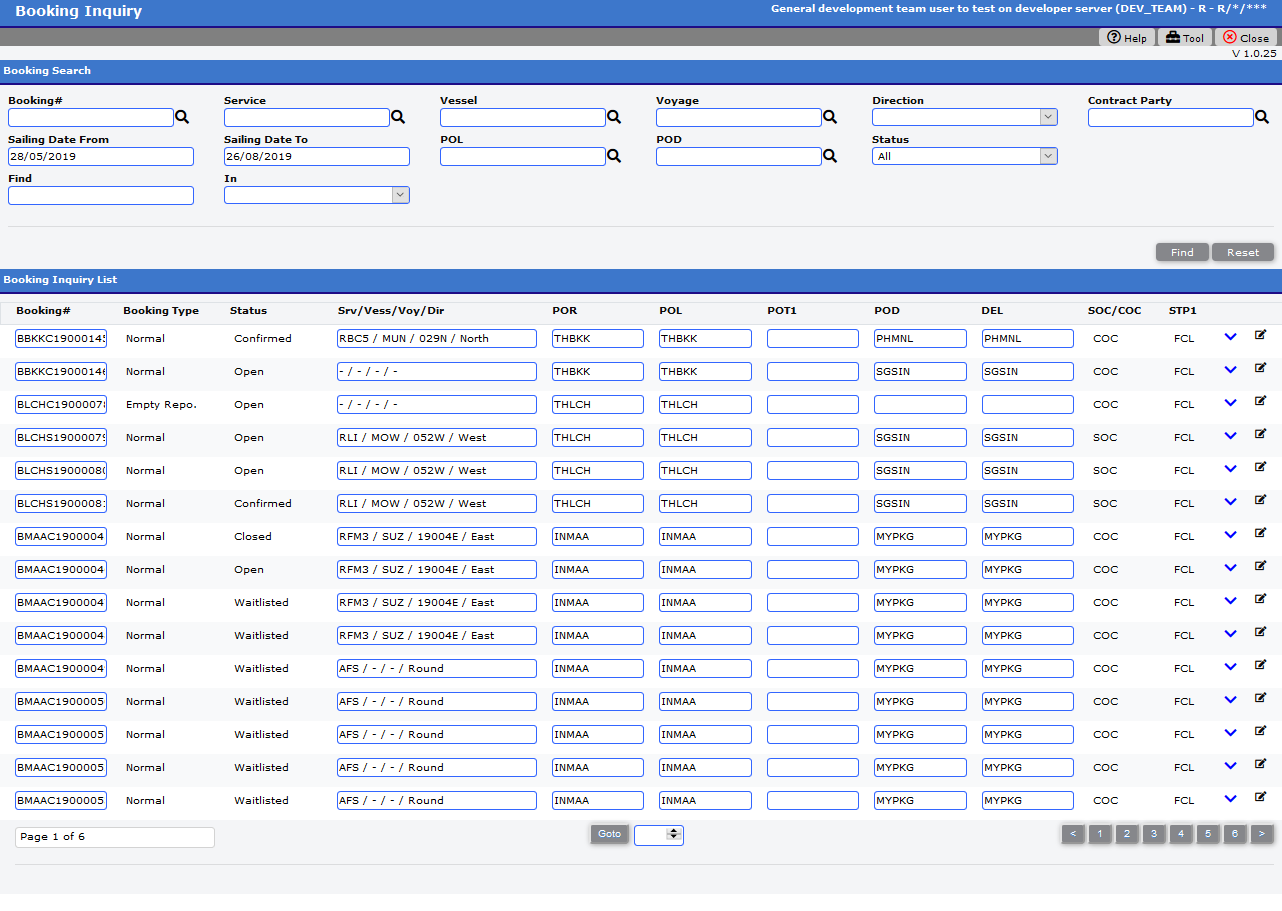 Booking Inquiry
General development team user to test on developer server (DEV_TEAM) - R - R/*/***
Help Tool Close
V 1.0.25
Booking Search
Booking# Service Vessel Voyage Direction Contract Party
Sailing Date From Sailing Date To POL POD Status
28/05/2019 26/08/2019 All
Find In
Find Reset
Booking Inquiry List
Booking# Booking Type Status Srv/Vess/Voy/Dir POR POL POT1 POD DEL SOC/COC STP1
BBKKC1900014 Normal Confirmed RBC5 / MUN / 029N / North THBKK THBKK PHMNL PHMNL COC FCL
BBKKC1900014 Normal Open - / - / - / - THBKK THBKK SGSIN SGSIN COC FCL
BLCHC1900007 Empty Repo. Open - / - / - / - THLCH THLCH COC FCL
BLCHS1900007 Normal Open RLI / MOW / 052W / West THLCH THLCH SGSIN SGSIN SOC FCL
BLCHS1900008 Normal Open RLI / MOW / 052W / West THLCH THLCH SGSIN SGSIN SOC FCL
BLCHS1900008 Normal Confirmed RLI / MOW / 052W / West THLCH THLCH SGSIN SGSIN SOC FCL
BMAAC1900004 Normal Closed RFM3 / SUZ / 19004E / East INMAA INMAA MYPKG MYPKG COC FCL
BMAAC1900004 Normal Open RFM3 / SUZ / 19004E / East INMAA INMAA MYPKG MYPKG COC FCL
BMAAC1900004 Normal Waitlisted RFM3 / SUZ / 19004E / East INMAA INMAA MYPKG MYPKG COC FCL
BMAAC1900004 Normal Waitlisted RFM3 / SUZ / 19004E / East INMAA INMAA MYPKG MYPKG COC FCL
BMAAC1900004 Normal Waitlisted AFS / - / - / Round INMAA INMAA MYPKG MYPKG COC FCL
BMAAC1900005 Normal Waitlisted AFS / - / - / Round INMAA INMAA MYPKG MYPKG COC FCL
BMAAC1900005 Normal Waitlisted AFS / - / - / Round INMAA INMAA MYPKG MYPKG COC FCL
BMAAC1900005 Normal Waitlisted AFS / - / - / Round INMAA INMAA MYPKG MYPKG COC FCL
BMAAC1900005 Normal Waitlisted AFS / - / - / Round INMAA INMAA MYPKG MYPKG COC FCL
Page 1 of 6 Goto < 1 2 3 4 5 6 >